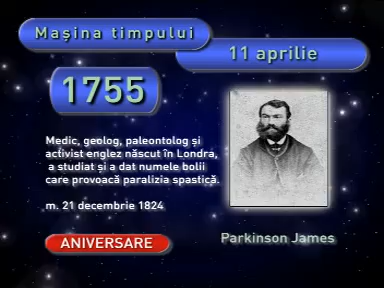 Mașina timpului
11 aprilie
1755
Medic, geolog, paleontolog și
activist englez născut în Londra,
a studiat și a dat numele bolii
care provoacă paralizia spastică.
m. 21 decembrie 1824
ANIVERSARE
Parkinson James